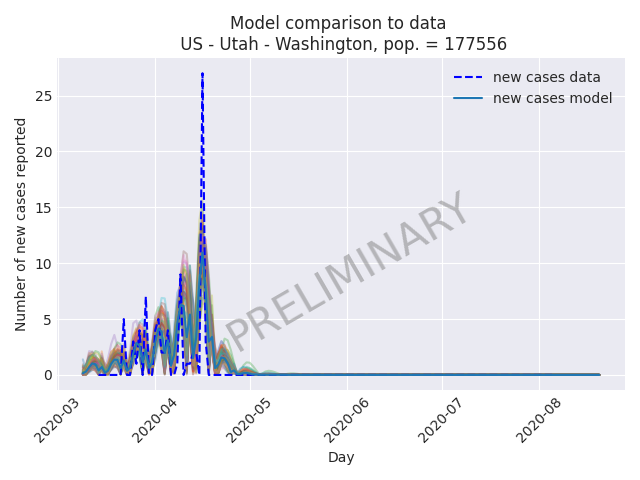 Model comparison to data
US - Utah - Washington, pop. = 177556
new cases data
new cases model
Number of new cases reported
25
20
15
10
5
0
PRELIMINARY
2020-03
2020-04
2020-05
2020-06
2020-07
2020-08
Day